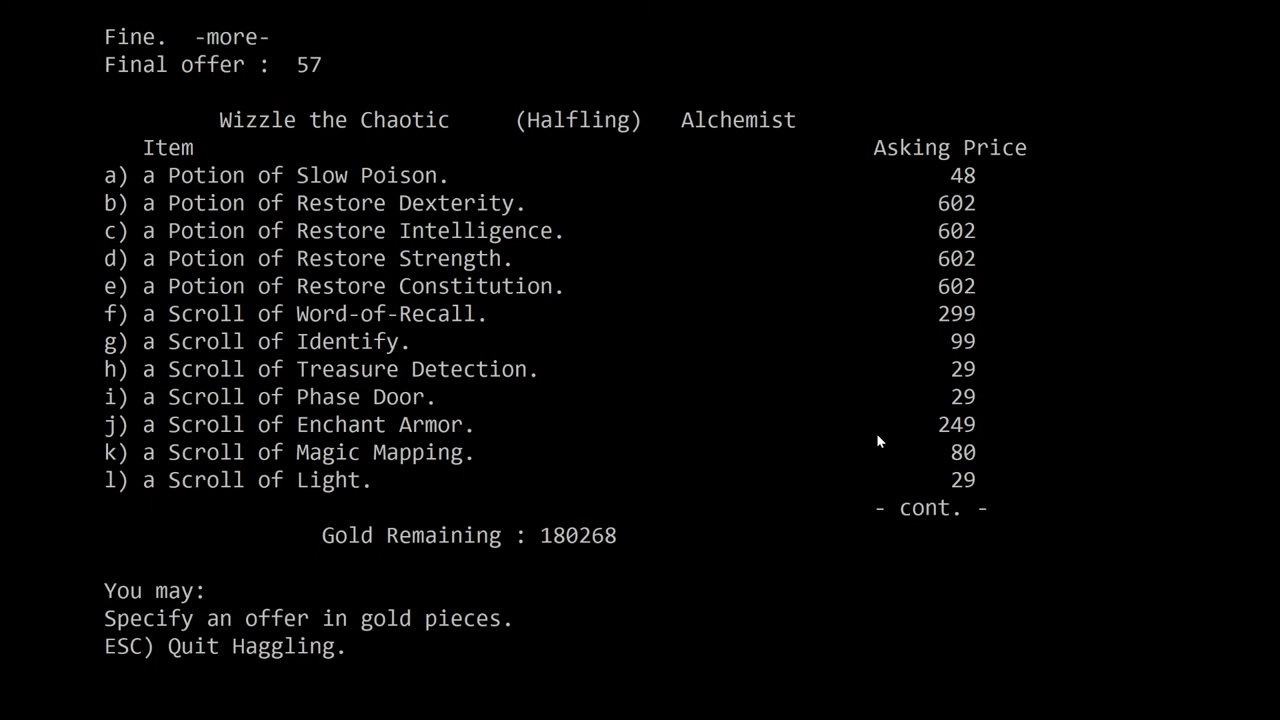 Fine.  -more-
Final offer :  57
Wizzle the Chaotic     (Halfling)   Alchemist
Item Asking Price
a) a Potion of Slow Poison. 48
b) a Potion of Restore Dexterity. 602
c) a Potion of Restore Intelligence. 602
d) a Potion of Restore Strength. 602
e) a Potion of Restore Constitution. 602
f) a Scroll of Word-of-Recall. 299
g) a Scroll of Identify. 99
h) a Scroll of Treasure Detection. 29
i) a Scroll of Phase Door. 29
j) a Scroll of Enchant Armor. 249
k) a Scroll of Magic Mapping. 80
l) a Scroll of Light. 29
- cont. -
Gold Remaining : 180268
You may:
Specify an offer in gold pieces.
ESC) Quit Haggling.